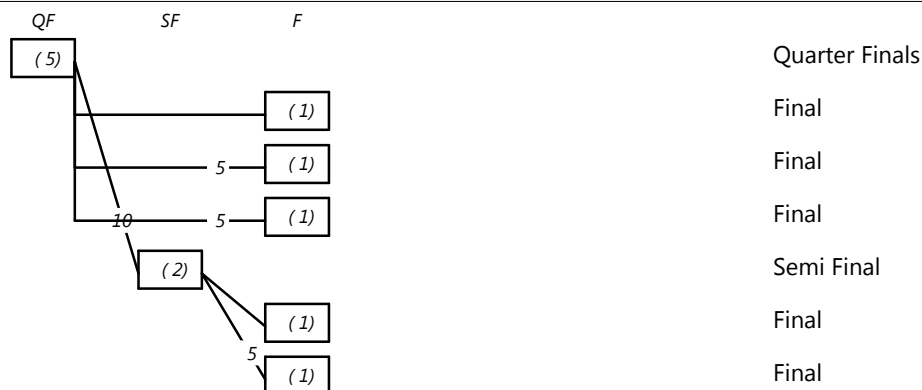 QF SF F
( 5) Quarter Finals
( 1) Final
5 ( 1) Final
10 5 ( 1) Final
( 2) Semi Final
( 1) Final
5 ( 1) Final